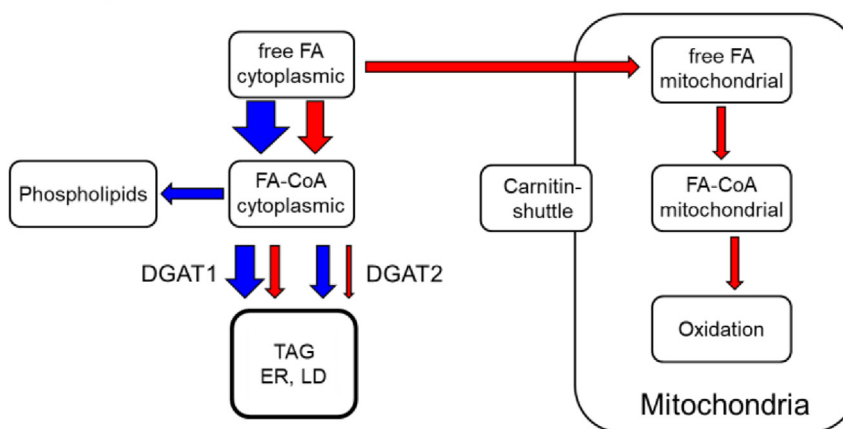 free FA
cytoplasmic
free FA
mitochondrial
Phospholipids
FA-CoA
cytoplasmic
Carnitin-
shuttle
FA-CoA
mitochondrial
DGAT1
DGAT2
TAG
ER, LD
Oxidation
Mitochondria